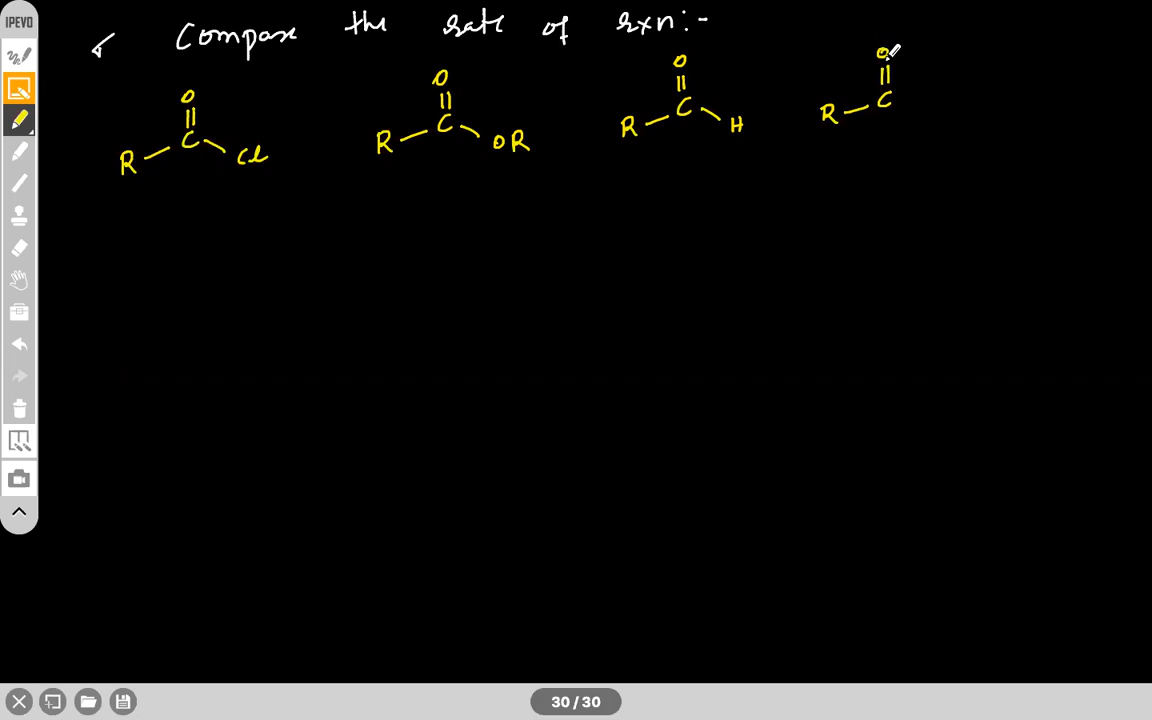 IPEVO
Compare the rate of rxn:-
O O O O
R C Cl R C OR R C H R C
30 / 30